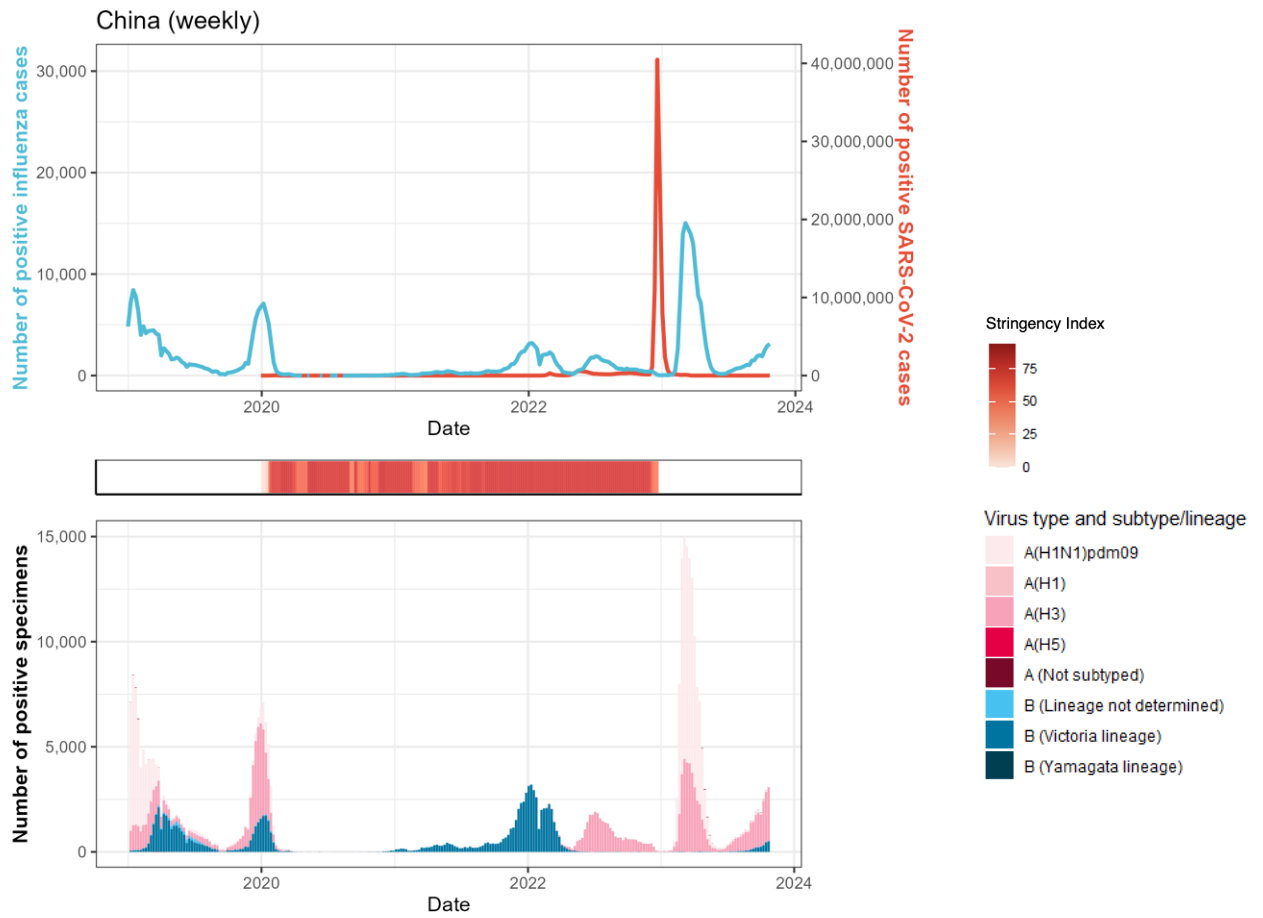 China (weekly)
Number of positive influenza cases
30,000
20,000
10,000
0
40,000,000
30,000,000
20,000,000
10,000,000
0
Number of positive SARS-CoV-2 cases
2020
2022
2024
Date
Stringency Index
75
50
25
0
Number of positive specimens
15,000
10,000
5,000
0
2020
2022
2024
Date
Virus type and subtype/lineage
A(H1N1)pdm09
A(H1)
A(H3)
A(H5)
A (Not subtyped)
B (Lineage not determined)
B (Victoria lineage)
B (Yamagata lineage)